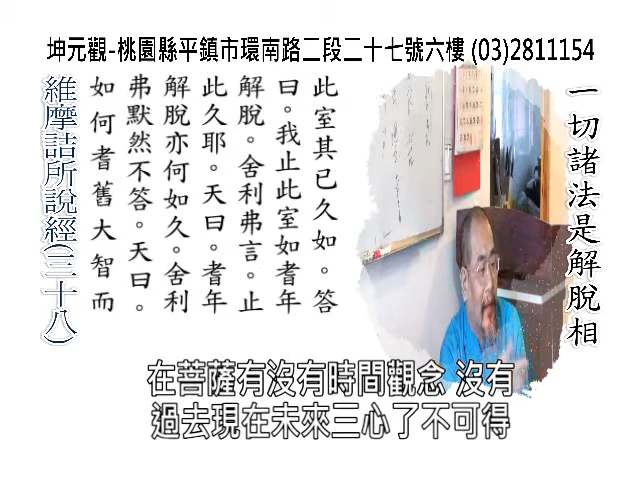 坤元觀-桃園縣平鎮市環南路二段二十七號六樓 (03)2811154
一切諸法是解脫相
此室其已久如。答
曰。我止此室如耆年
解脫。舍利弗言。止
此久耶。天曰。耆年
解脫亦何如久。舍利
弗默然不答。天曰。
如何耆舊大智而
維摩詰所說經(三十八)
在菩薩有沒有時間觀念 沒有
過去現在未來三心了不可得